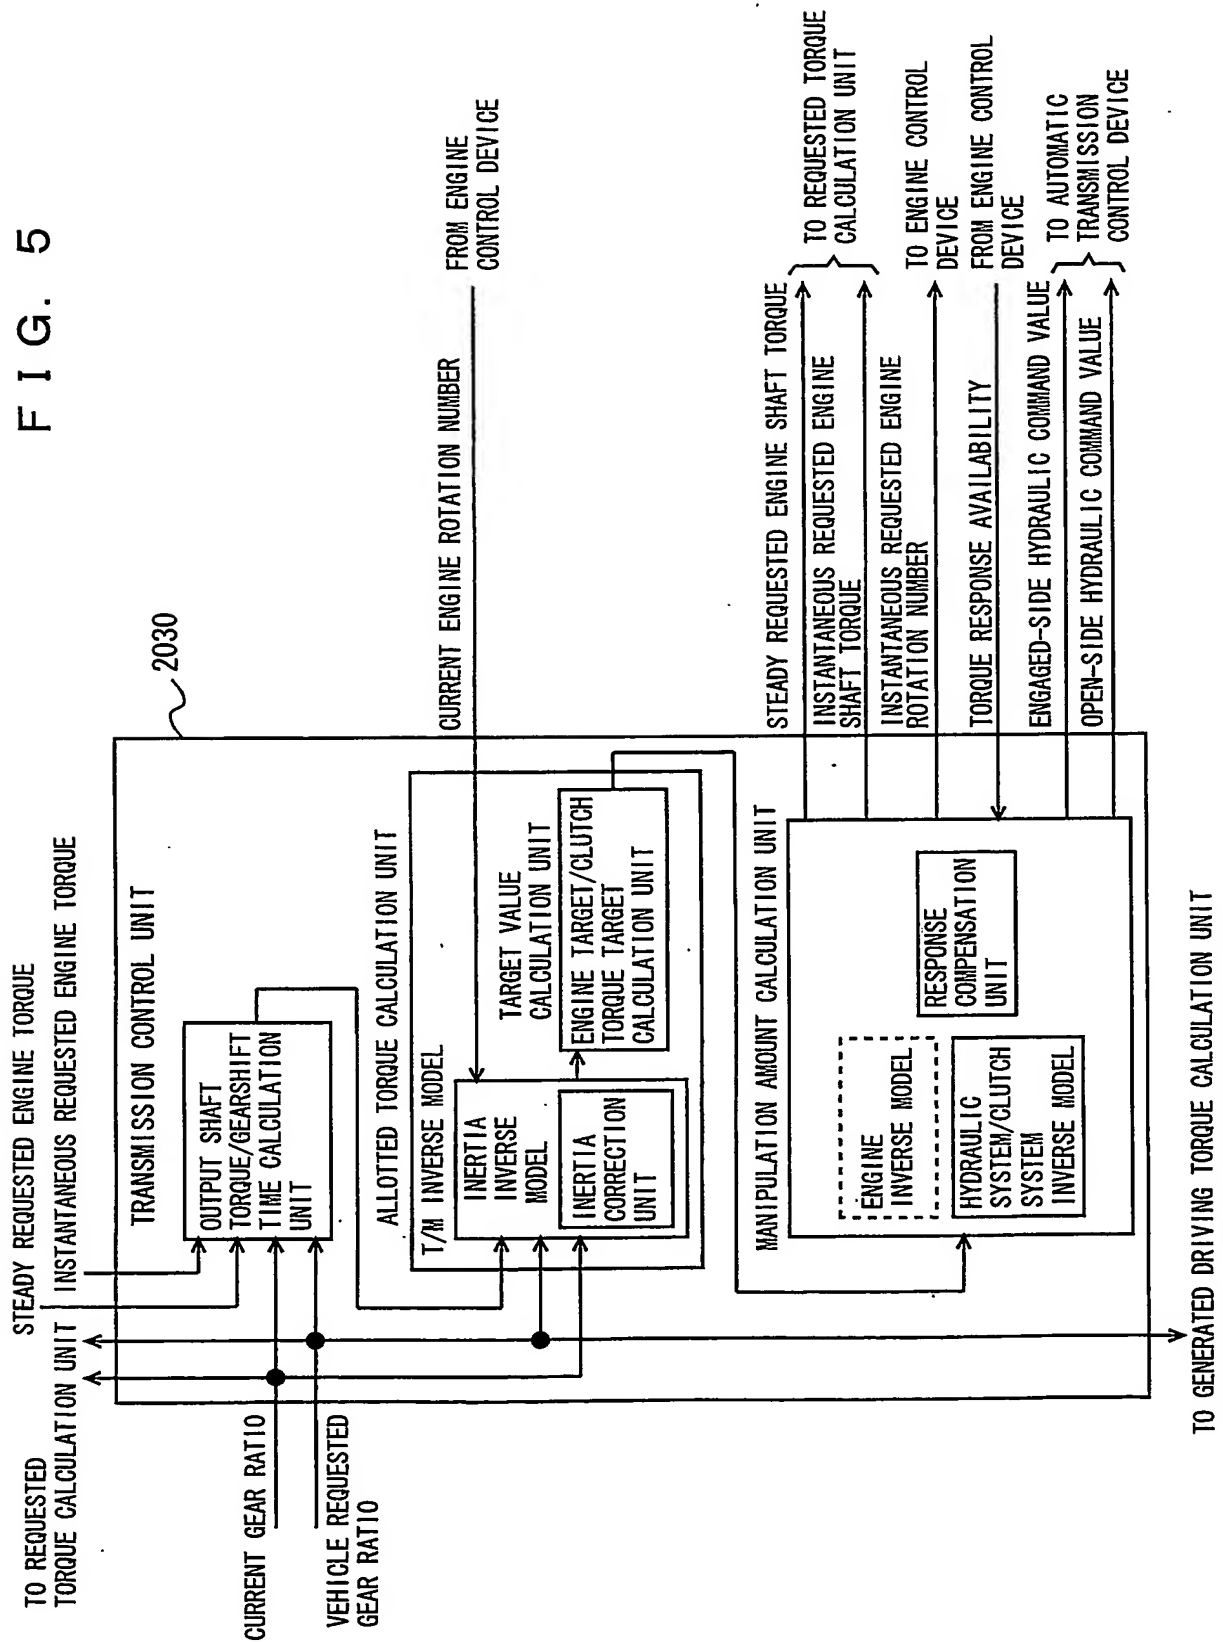 FIG. 5
TO REQUESTED
TORQUE CALCULATION UNIT
STEADY REQUESTED ENGINE TORQUE
INSTANTANEOUS REQUESTED ENGINE TORQUE
CURRENT GEAR RATIO
VEHICLE REQUESTED
GEAR RATIO
2030
TRANSMISSION CONTROL UNIT
OUTPUT SHAFT
TORQUE/GEARSHIFT
TIME CALCULATION
UNIT
ALLOTTED TORQUE CALCULATION UNIT
T/M INVERSE MODEL
INERTIA
INVERSE
MODEL
INERTIA
CORRECTION
UNIT
TARGET VALUE
CALCULATION UNIT
ENGINE TARGET/CLUTCH
TORQUE TARGET
CALCULATION UNIT
CURRENT ENGINE ROTATION NUMBER
FROM ENGINE
CONTROL DEVICE
MANIPULATION AMOUNT CALCULATION UNIT
ENGINE
INVERSE MODEL
HYDRAULIC
SYSTEM/CLUTCH
SYSTEM
INVERSE MODEL
RESPONSE
COMPENSATION
UNIT
STEADY REQUESTED ENGINE SHAFT TORQUE
INSTANTANEOUS REQUESTED ENGINE
SHAFT TORQUE
TO REQUESTED TORQUE
CALCULATION UNIT
INSTANTANEOUS REQUESTED ENGINE
ROTATION NUMBER
TO ENGINE CONTROL
DEVICE
TORQUE RESPONSE AVAILABILITY
FROM ENGINE CONTROL
DEVICE
ENGAGED-SIDE HYDRAULIC COMMAND VALUE
OPEN-SIDE HYDRAULIC COMMAND VALUE
TO AUTOMATIC
TRANSMISSION
CONTROL DEVICE
TO GENERATED DRIVING TORQUE CALCULATION UNIT